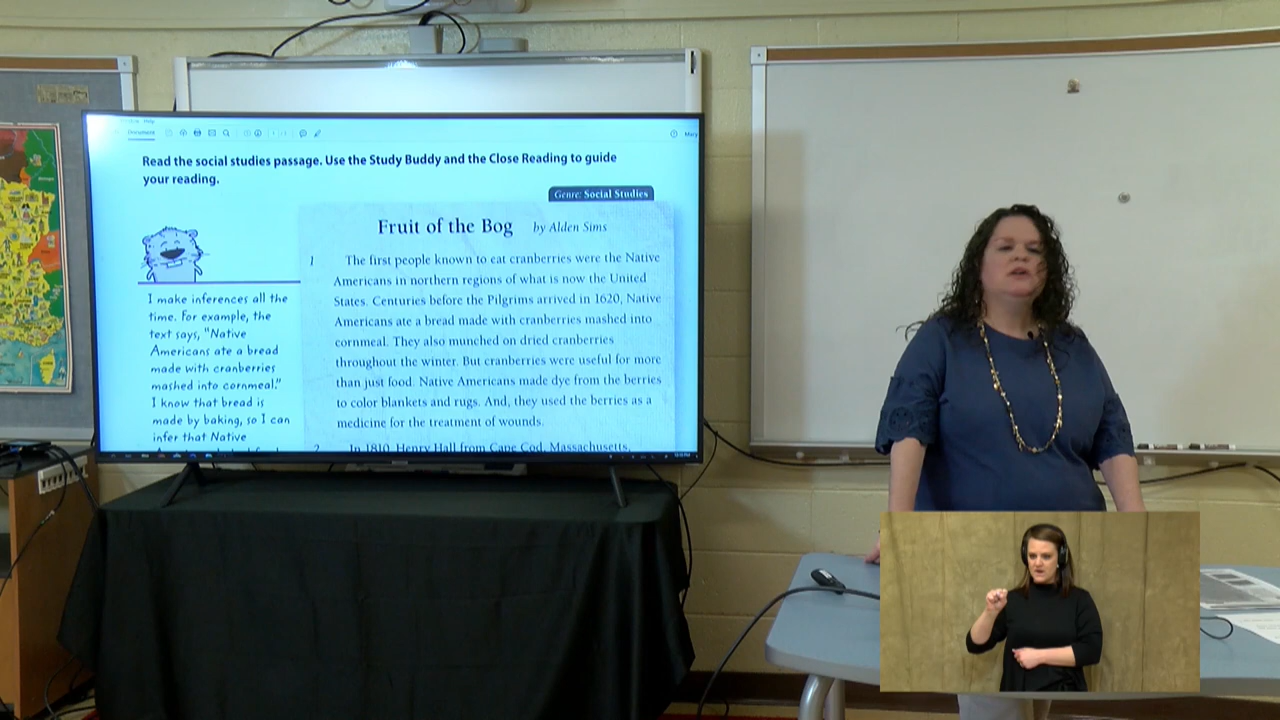 Help
Document
Mary
Read the social studies passage. Use the Study Buddy and the Close Reading to guide
your reading.
Genre: Social Studies
Fruit of the Bog by Alden Sims
I make inferences all the
time. For example, the
text says, "Native
Americans ate a bread
made with cranberries
mashed into cornmeal."
I know that bread is
made by baking, so I can
infer that Native
1 The first people known to eat cranberries were the Native
Americans in northern regions of what is now the United
States. Centuries before the Pilgrims arrived in 1620, Native
Americans ate a bread made with cranberries mashed into
cornmeal. They also munched on dried cranberries
throughout the winter. But cranberries were useful for more
than just food. Native Americans made dye from the berries
to color blankets and rugs. And, they used the berries as a
medicine for the treatment of wounds.
2 In 1810, Henry Hall from Cape Cod, Massachusetts,